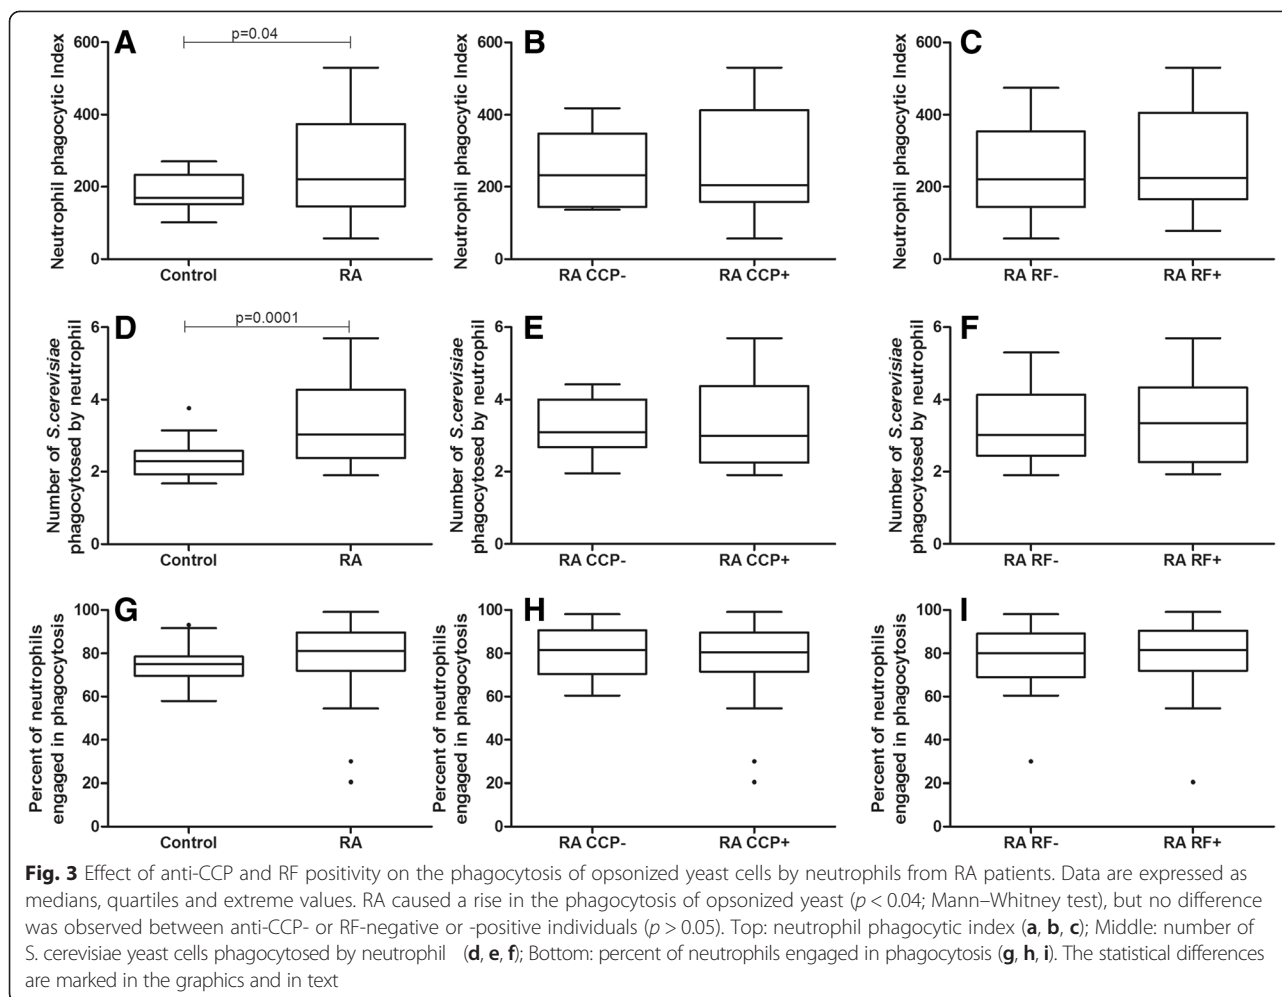 A
p=0.04
Neutrophil phagocytic Index
600
400
200
0
Control
RA
B
Neutrophil phagocytic Index
600
400
200
0
RA CCP-
RA CCP+
C
Neutrophil phagocytic Index
600
400
200
0
RA RF-
RA RF+
D
p=0.0001
Number of S.cerevisiae
phagocytosed by neutrophil
6
4
2
0
Control
RA
E
Number of S.cerevisiae
phagocytosed by neutrophil
6
4
2
0
RA CCP-
RA CCP+
F
Number of S.cerevisiae
phagocytosed by neutrophil
6
4
2
0
RA RF-
RA RF+
G
Percent of neutrophils
engaged in phagocytosis
100
80
60
40
20
0
Control
RA
H
Percent of neutrophils
engaged in phagocytosis
100
80
60
40
20
0
RA CCP-
RA CCP+
I
Percent of neutrophils
engaged in phagocytosis
100
80
60
40
20
0
RA RF-
RA RF+
Fig. 3 Effect of anti-CCP and RF positivity on the phagocytosis of opsonized yeast cells by neutrophils from RA patients. Data are expressed as
medians, quartiles and extreme values. RA caused a rise in the phagocytosis of opsonized yeast (p < 0.04; Mann–Whitney test), but no difference
was observed between anti-CCP- or RF-negative or -positive individuals (p > 0.05). Top: neutrophil phagocytic index (a, b, c); Middle: number of
S. cerevisiae yeast cells phagocytosed by neutrophil (d, e, f); Bottom: percent of neutrophils engaged in phagocytosis (g, h, i). The statistical differences
are marked in the graphics and in text